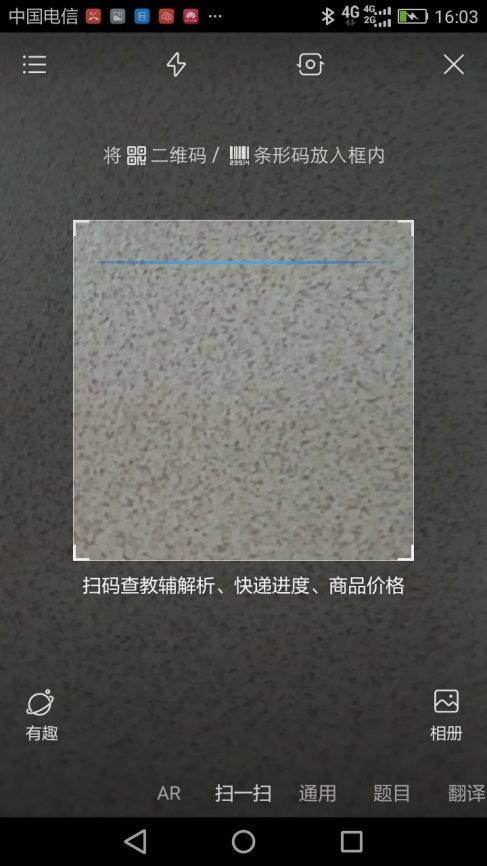 中国电信 ... 4G 4G 2G 16:03
将 二维码 / 条形码放入框内
扫码查教辅解析、快递进度、商品价格
有趣
相册
AR 扫一扫 通用 题目 翻译